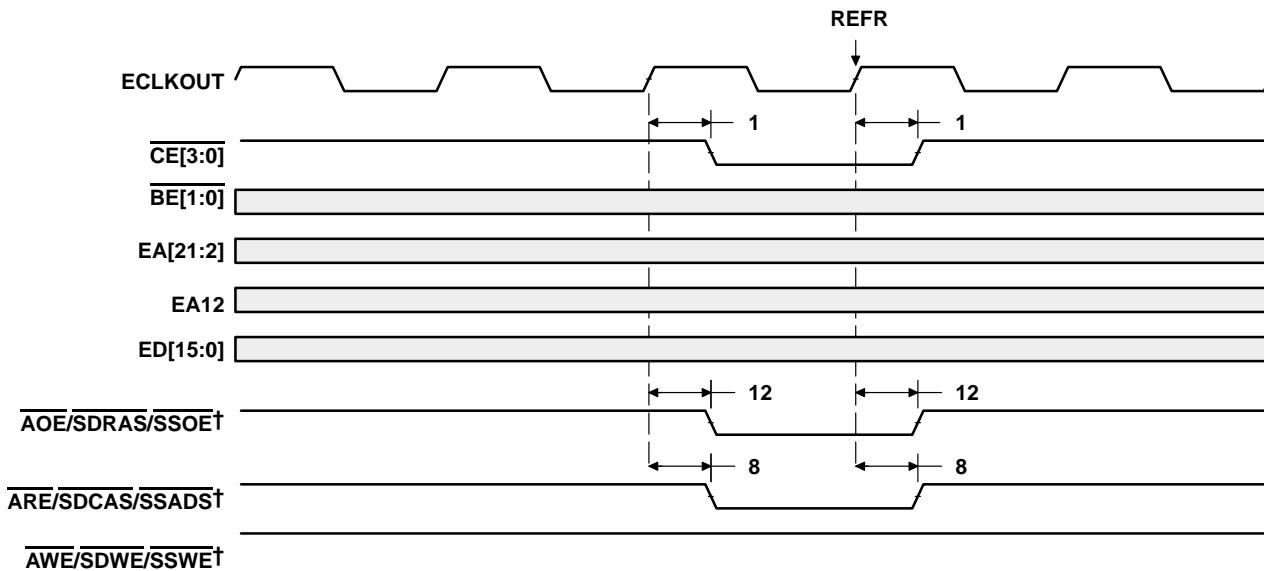 REFR
ECLKOUT
1 1
CE[3:0]
BE[1:0]
EA[21:2]
EA12
ED[15:0]
12 12
AOE/SDRAS/SSOE†
8 8
ARE/SDCAS/SSADS†
AWE/SDWE/SSWE†